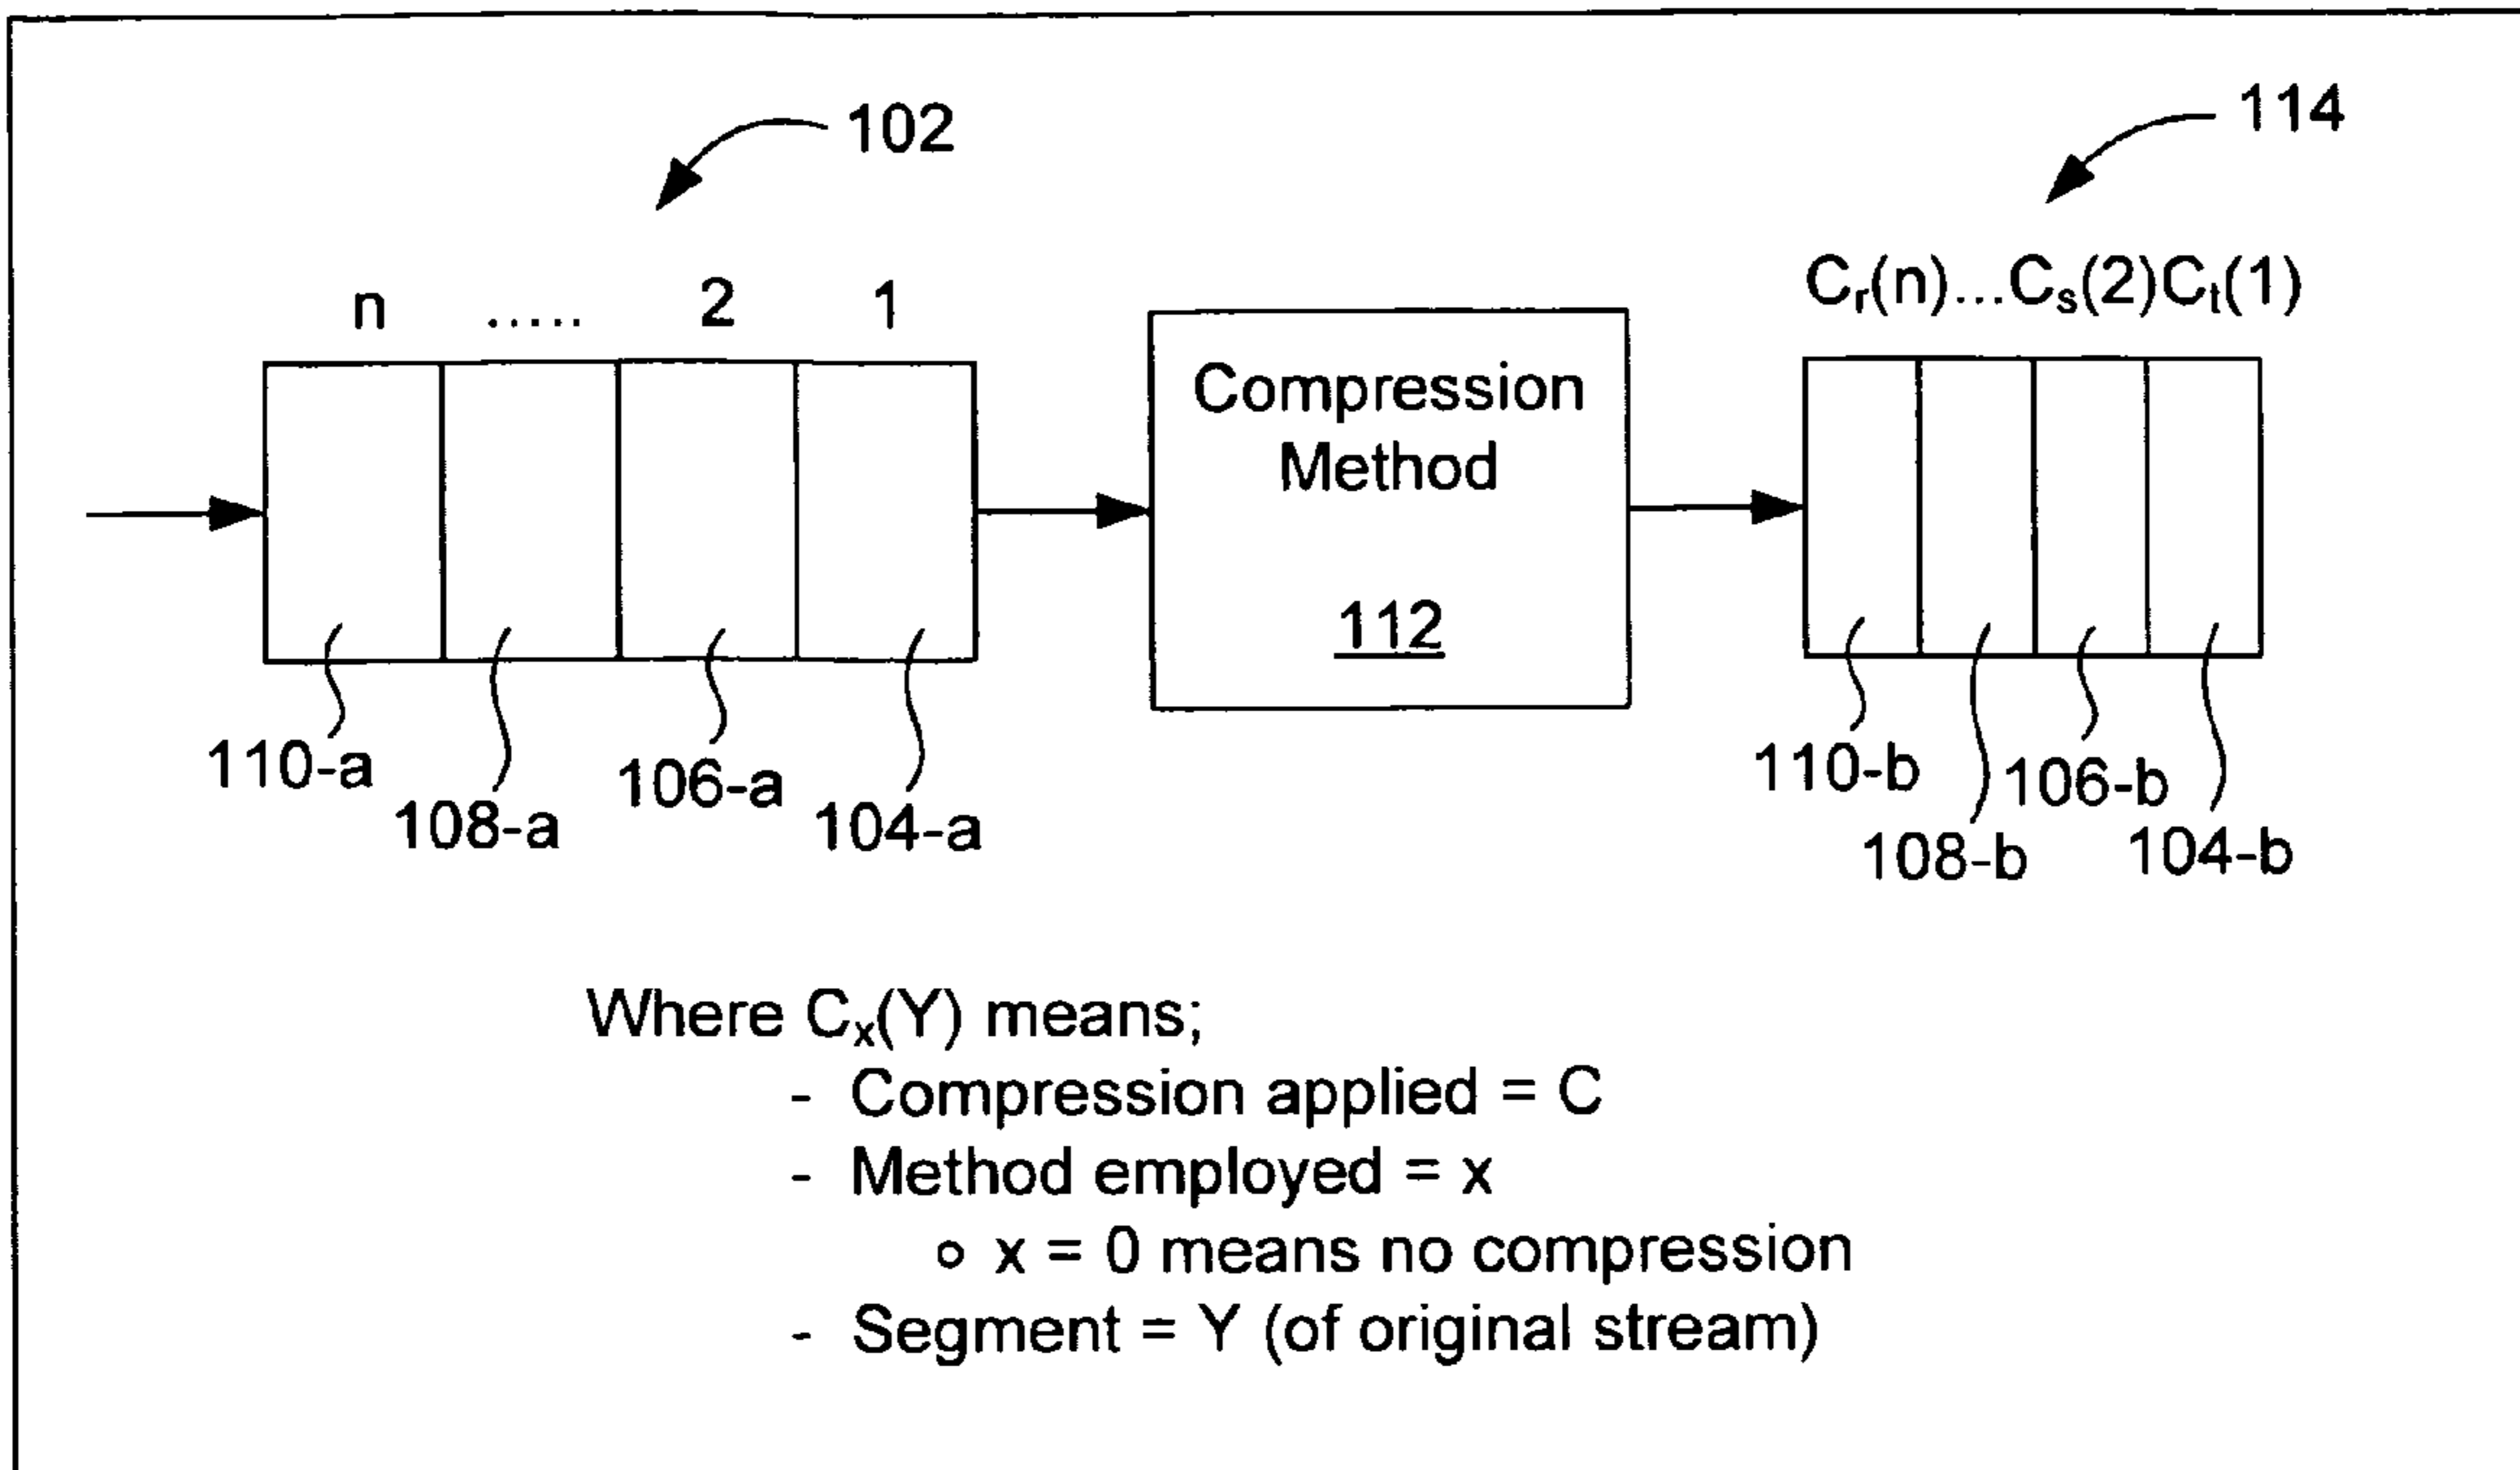 102
114
n ..... 2 1
Cr(n)...Cs(2)Ct(1)
Compression
Method
112
110-a
108-a
106-a
104-a
110-b
108-b
106-b
104-b
Where Cx(Y) means;
- Compression applied = C
- Method employed = x
o x = 0 means no compression
- Segment = Y (of original stream)